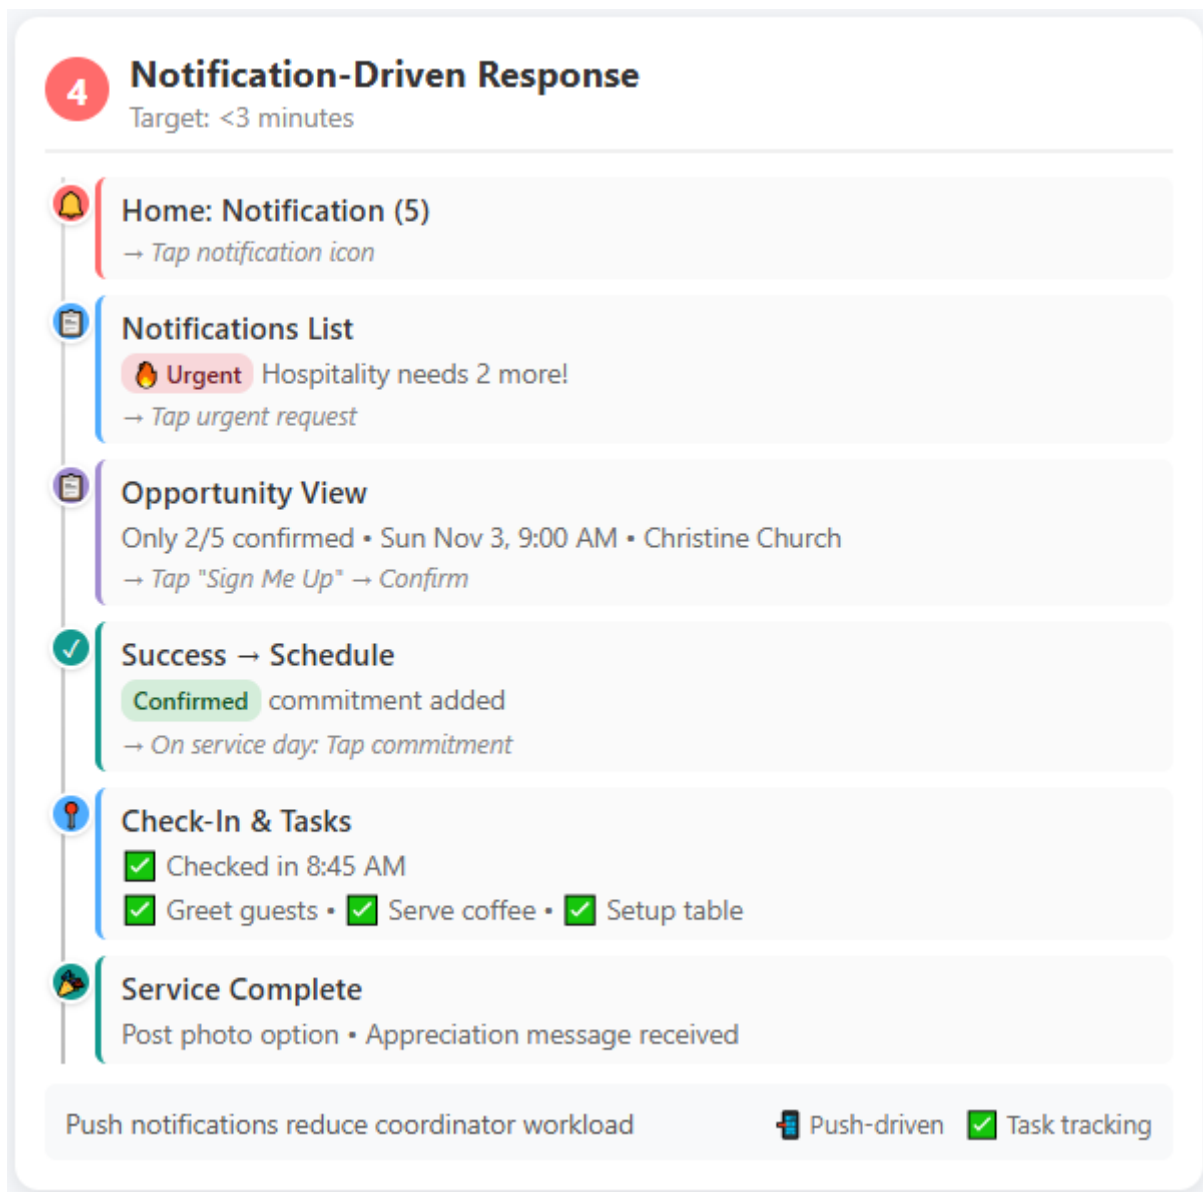 4
Notification-Driven Response
Target: <3 minutes
Home: Notification (5)
→ Tap notification icon
Notifications List
🔥 Urgent Hospitality needs 2 more!
→ Tap urgent request
Opportunity View
Only 2/5 confirmed • Sun Nov 3, 9:00 AM • Christine Church
→ Tap "Sign Me Up" → Confirm
Success → Schedule
Confirmed commitment added
→ On service day: Tap commitment
Check-In & Tasks
✅ Checked in 8:45 AM
✅ Greet guests • ✅ Serve coffee • ✅ Setup table
Service Complete
Post photo option • Appreciation message received
Push notifications reduce coordinator workload 📲 Push-driven ✅ Task tracking